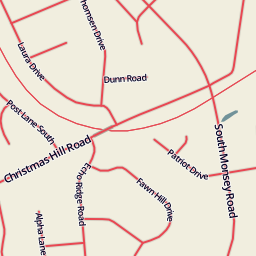 Thomsen Drive
Laura Drive
Dunn Road
Post Lane South
Christmas Hill Road
South Monsey Road
Patriot Drive
Echo Ridge Road
Fawn Hill Drive
Alpha Lane